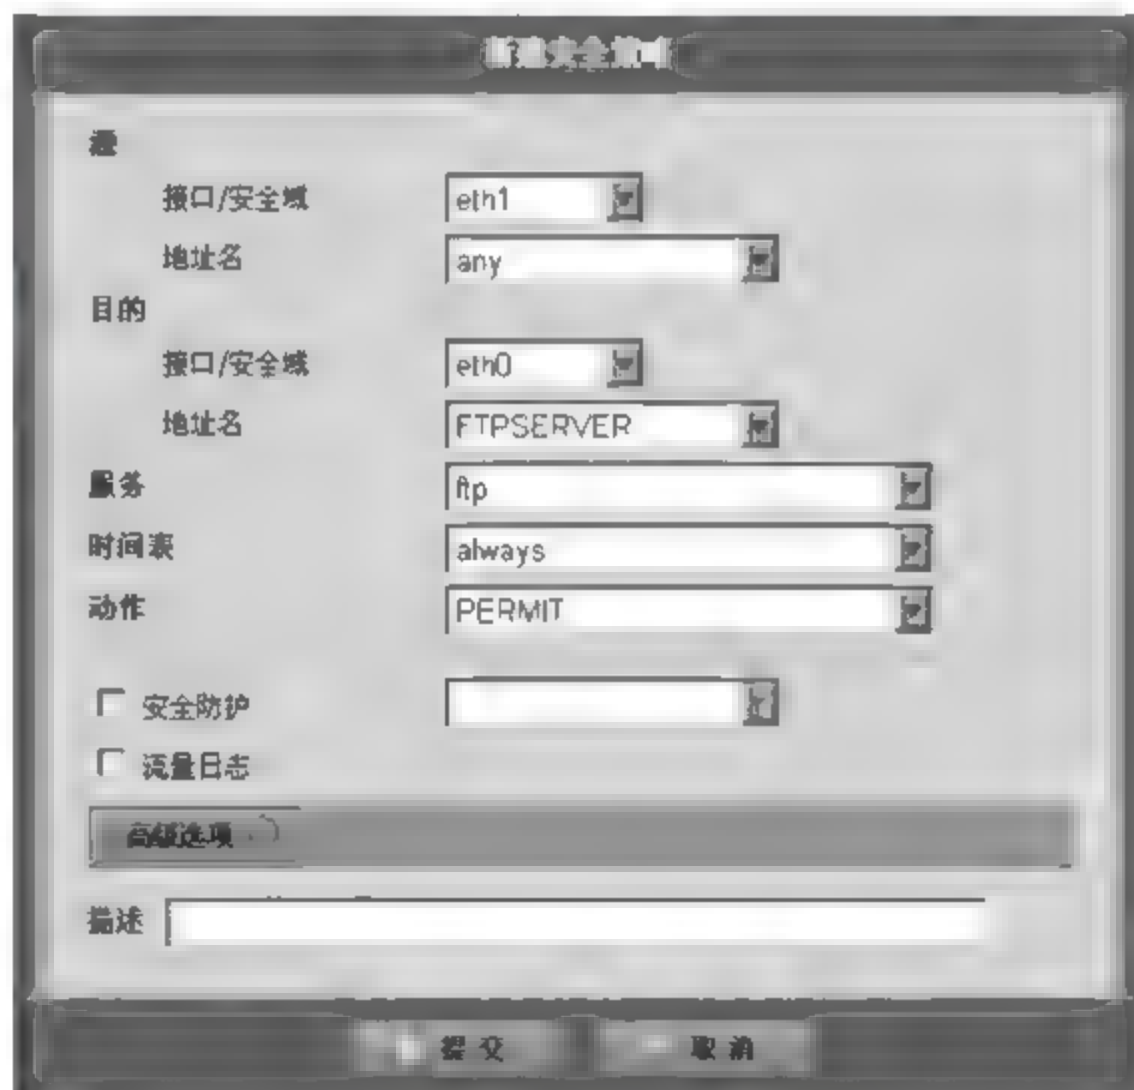 新建安全策略
源
接口/安全域 eth1
地址名 any
目的
接口/安全域 eth0
地址名 FTPSERVER
服务 ftp
时间表 always
动作 PERMIT
安全防护
流量日志
高级选项
描述
提交 取消